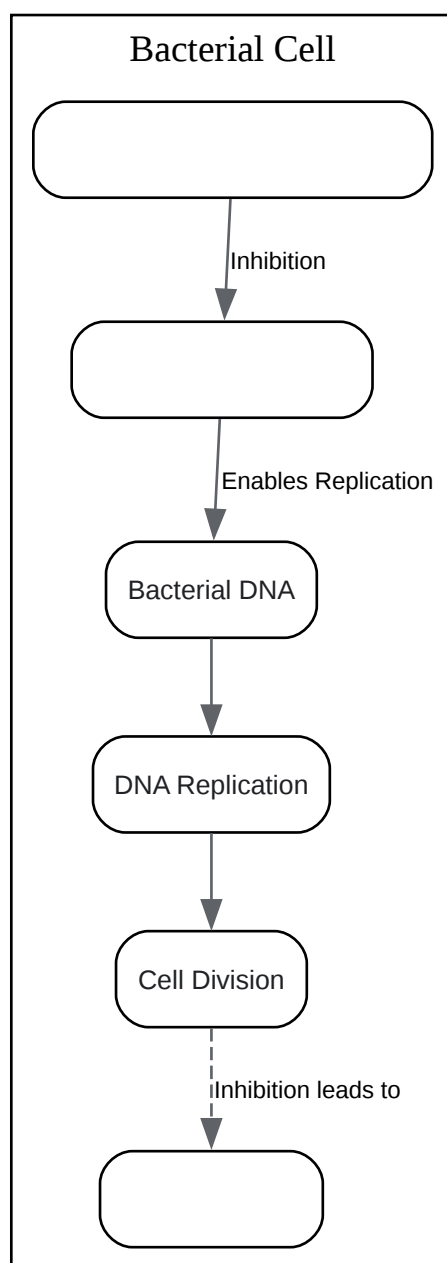 Bacterial Cell
Inhibition
Enables Replication
Bacterial DNA
DNA Replication
Cell Division
Inhibition leads to